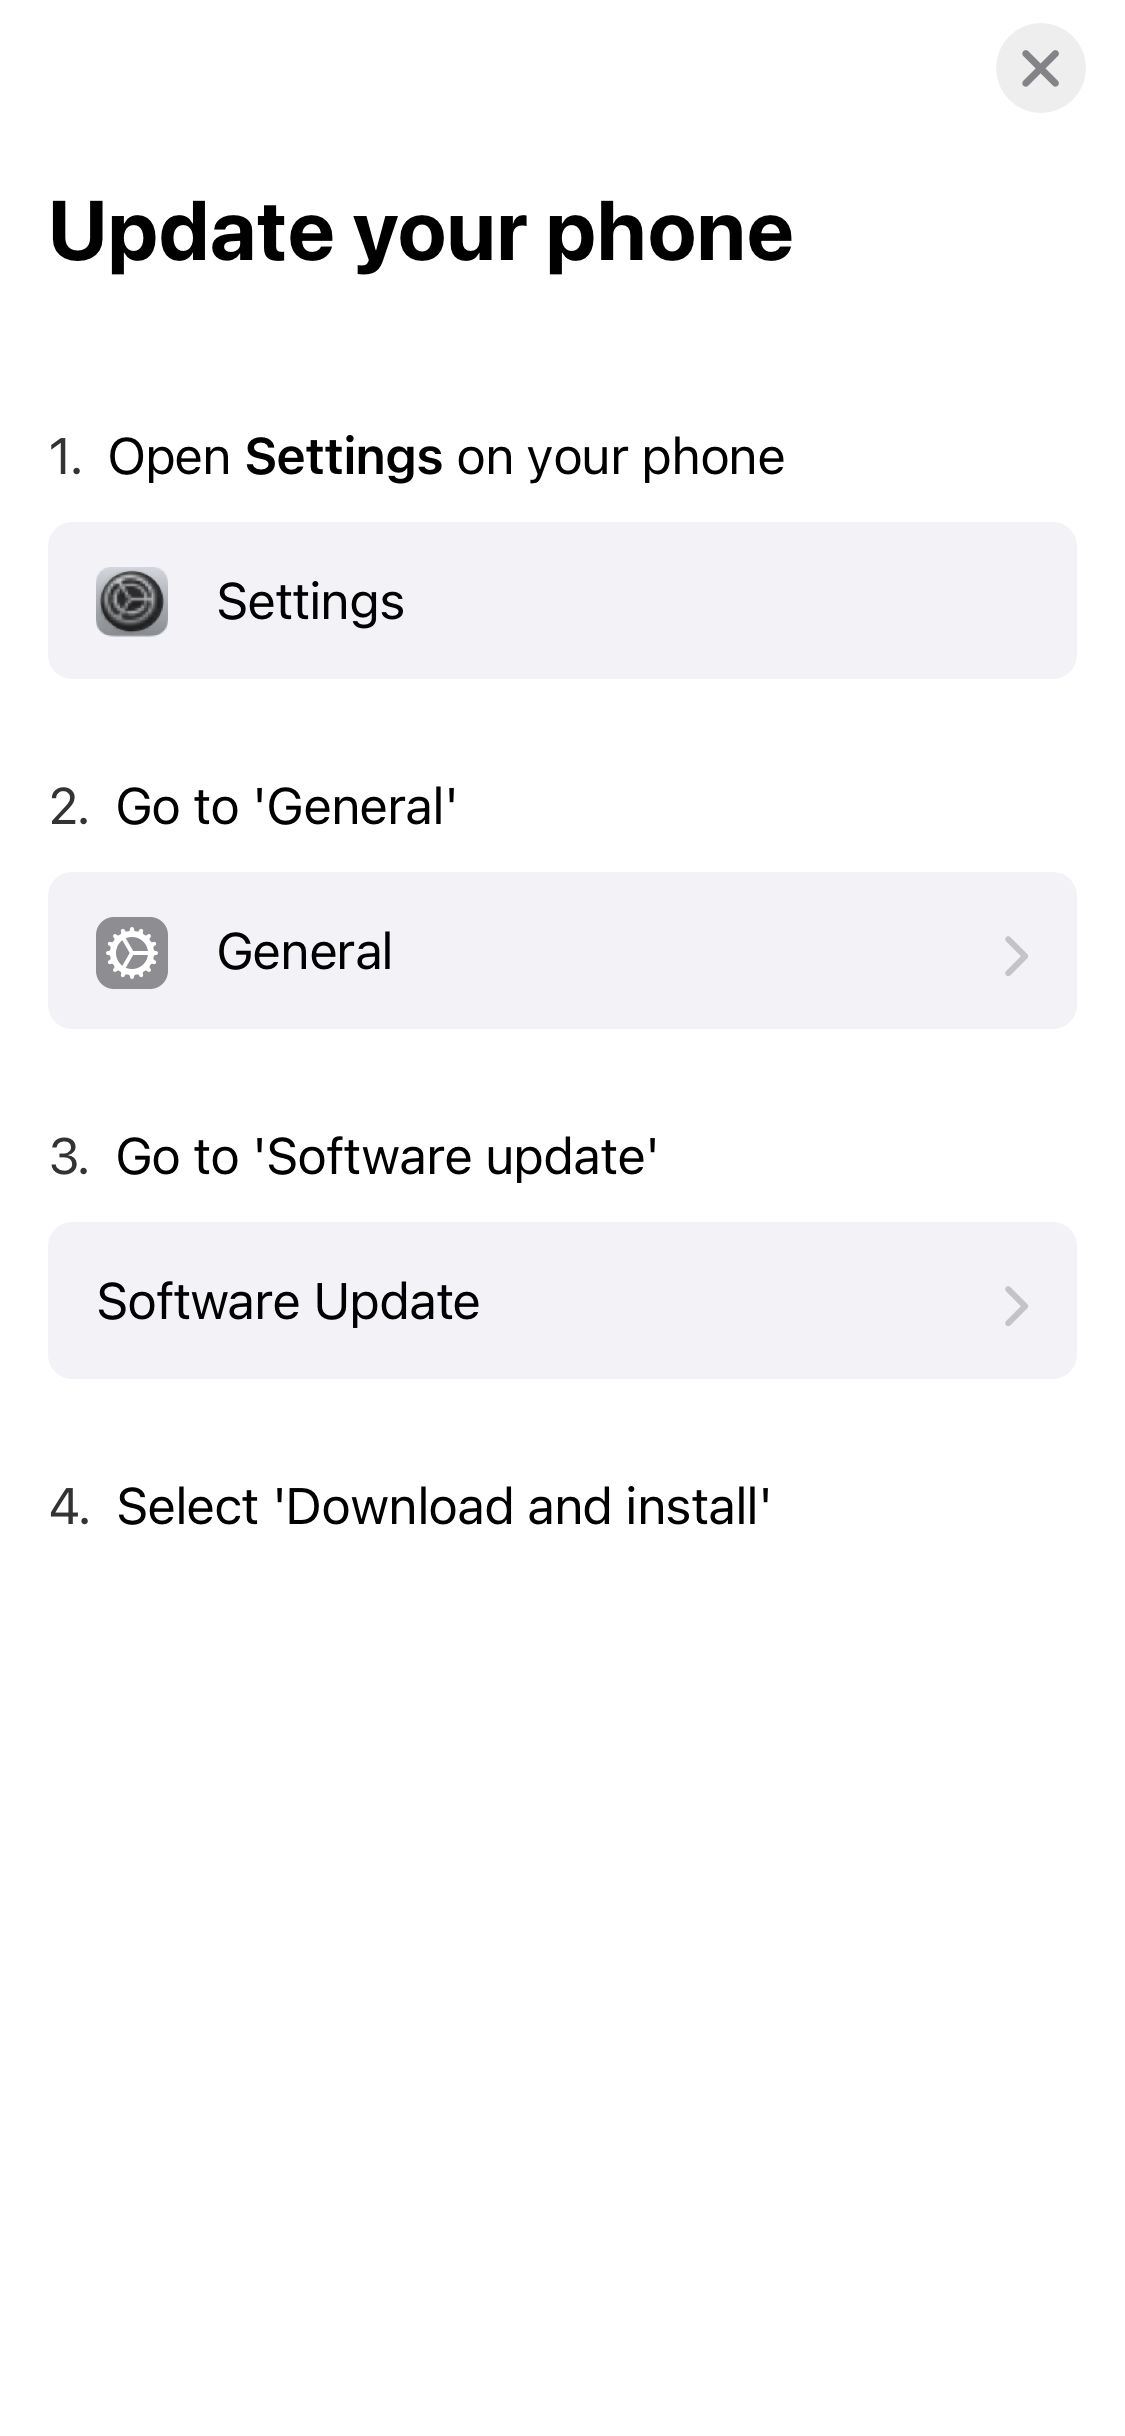 Update your phone
1. Open Settings on your phone
Settings
2. Go to 'General'
General
3. Go to 'Software update'
Software Update
4. Select 'Download and install'